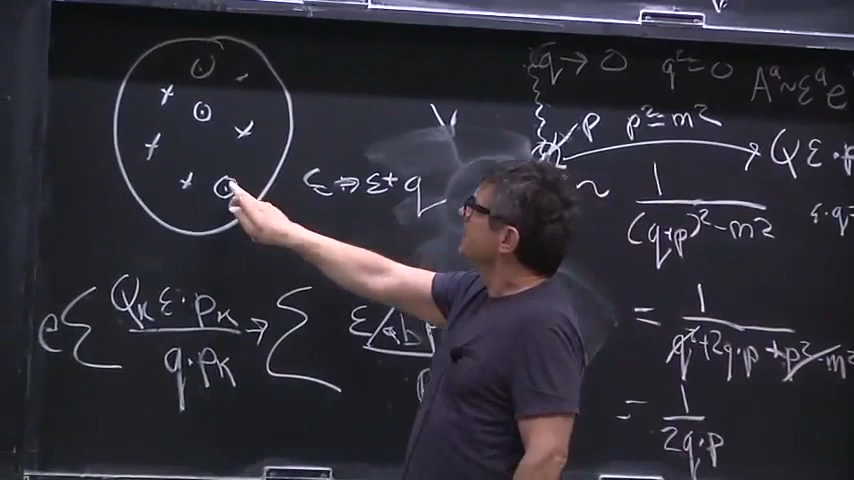 q → 0 q² = 0 A^a ~ ε^a e
p p² = m² Q ε · p
ε ⇒ ε + q
~ 1/((q+p)² - m²) ε · q
= 1/(q² + 2q·p + p² - m²)
e Σ Q_K ε · p_K / q · p_K → Σ
= 1/(2q·p)